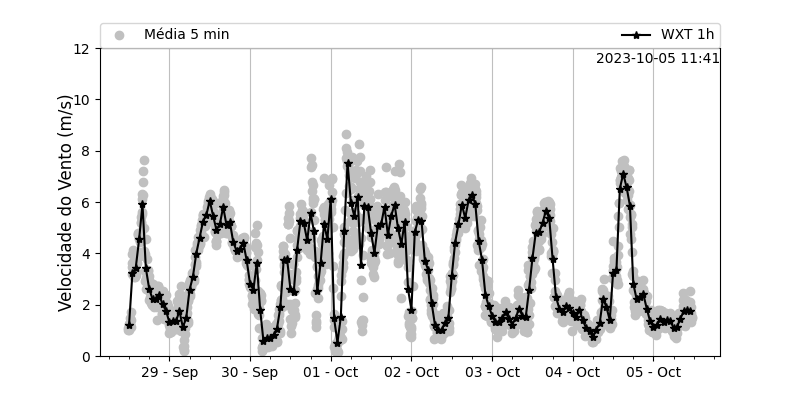 Média 5 min
WXT 1h
2023-10-05 11:41
Velocidade do Vento (m/s)
12
10
8
6
4
2
0
29 - Sep
30 - Sep
01 - Oct
02 - Oct
03 - Oct
04 - Oct
05 - Oct